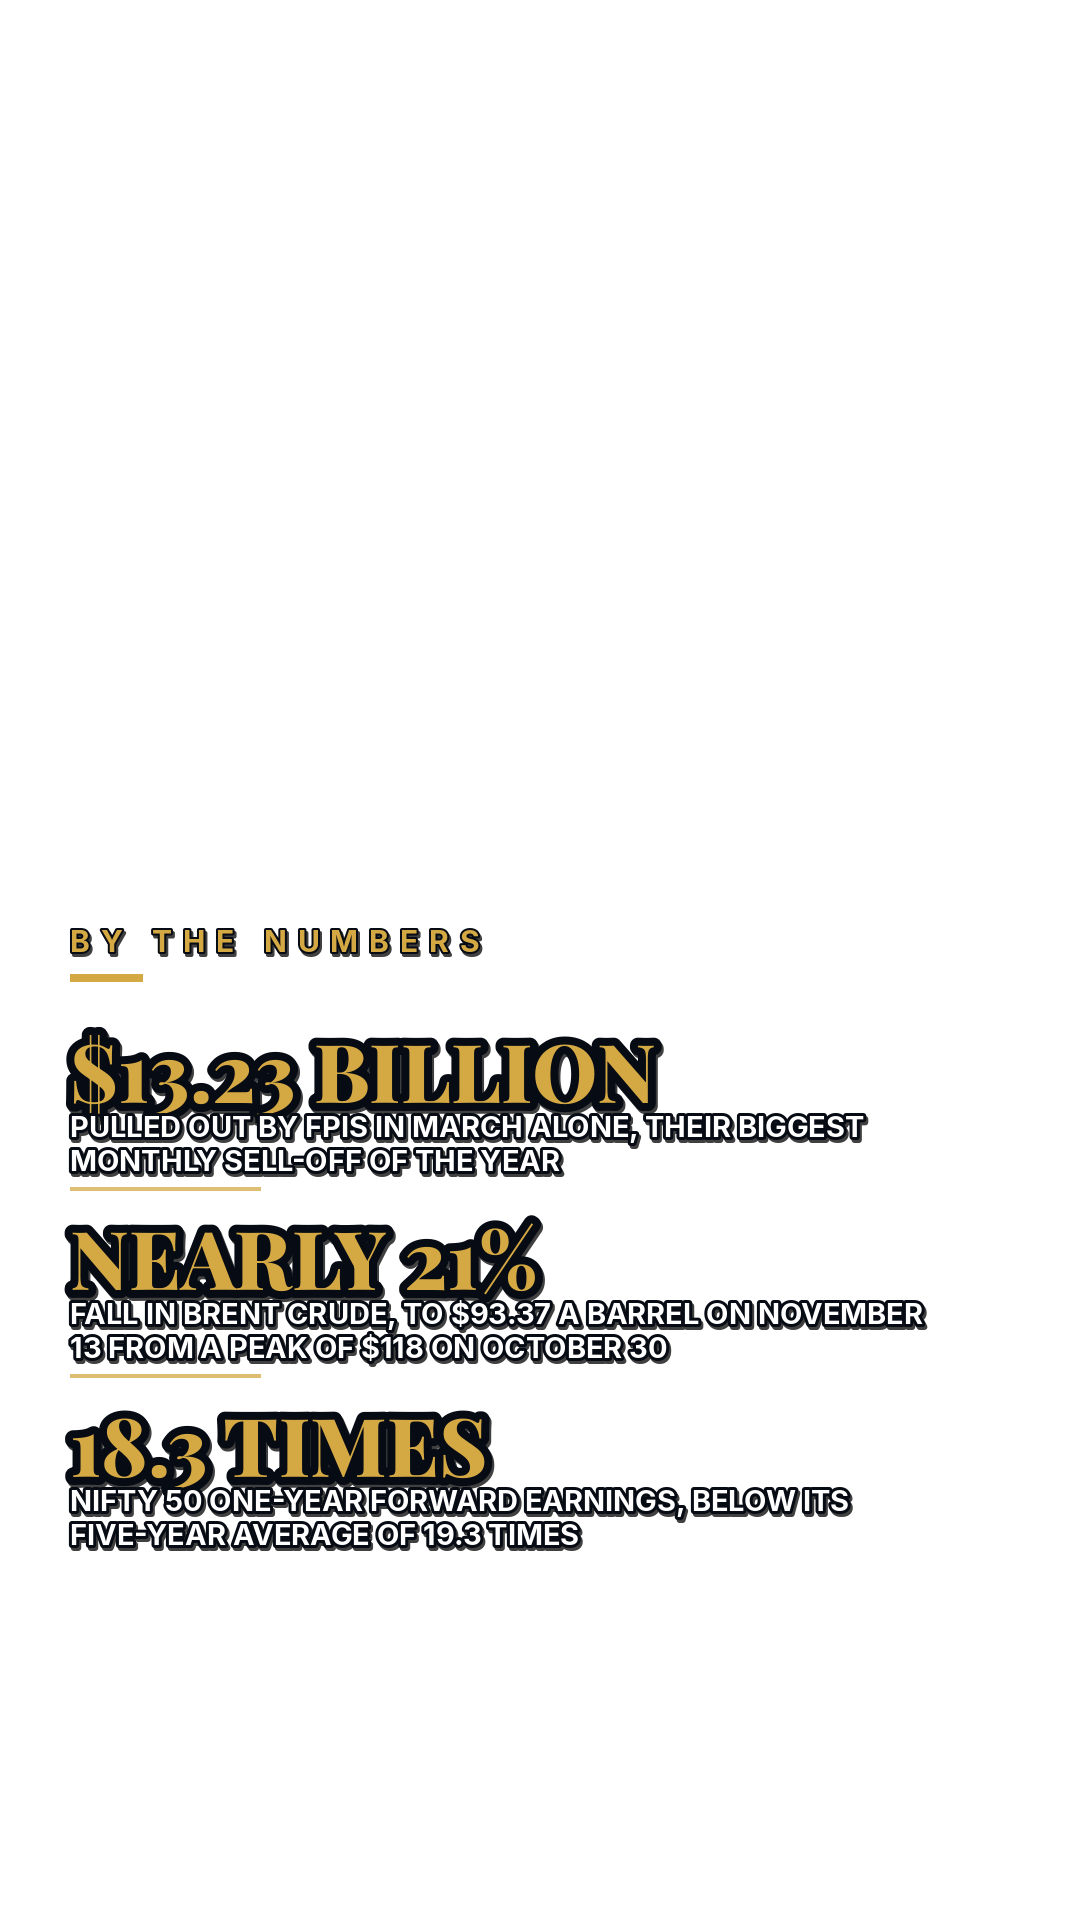 BY THE NUMBERS
$13.23 BILLION
PULLED OUT BY FPIS IN MARCH ALONE, THEIR BIGGEST
MONTHLY SELL-OFF OF THE YEAR
NEARLY 21%
FALL IN BRENT CRUDE, TO $93.37 A BARREL ON NOVEMBER
13 FROM A PEAK OF $118 ON OCTOBER 30
18.3 TIMES
NIFTY 50 ONE-YEAR FORWARD EARNINGS, BELOW ITS
FIVE-YEAR AVERAGE OF 19.3 TIMES